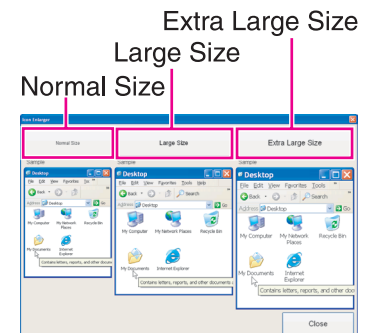 Extra Large Size
Large Size
Normal Size
Icon Enlarger
Normal Size Large Size Extra Large Size
Sample Sample Sample
Desktop
File Edit View Favorites To
Back
Address Desktop Go
My Computer My Network Places Recycle Bin
My Documents Internet Explorer
Contains letters, reports, and
Desktop
File Edit View Favorites Tools Help
Back Search
Address Desktop Go
My Computer My Network Places Recycle Bin
My Documents Internet Explorer
Contains letters, reports, and other documents a
Desktop
File Edit View Favorites Tools
Back Search
Address Desktop Go
My Computer My Network Places Recycle Bin
My Documents Internet Explorer
Contains letters, reports, and other doc
Close